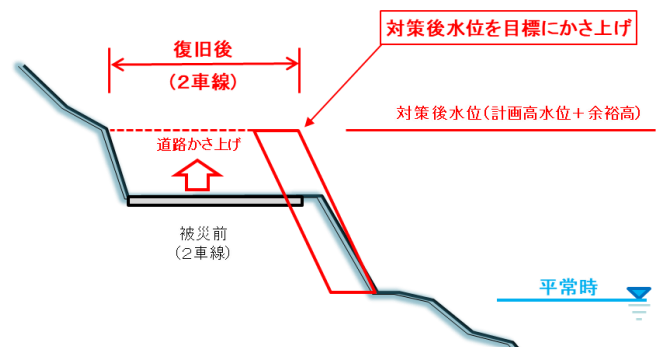 対策後水位を目標にかさ上げ
復旧後
(２車線)
対策後水位(計画高水位＋余裕高)
道路かさ上げ
被災前
(２車線)
平常時